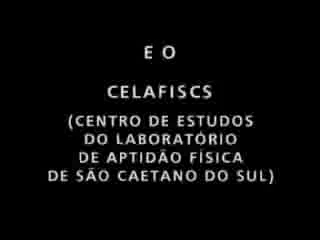 E O
CELAFISCS
(CENTRO DE ESTUDOS
DO LABORATÓRIO
DE APTIDÃO FÍSICA
DE SÃO CAETANO DO SUL)